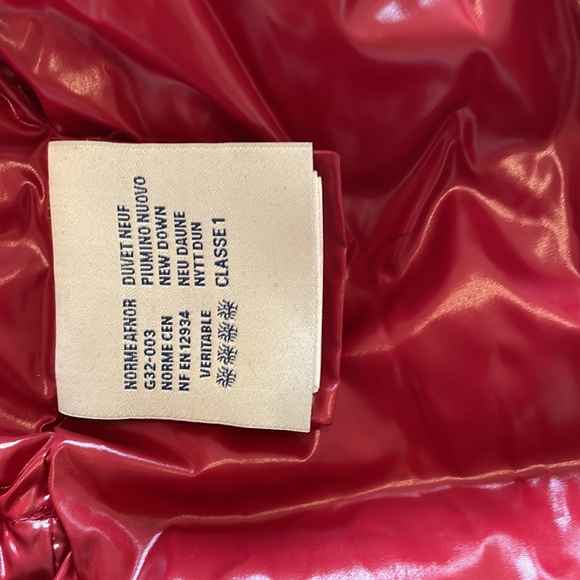 NORME AFNOR DUVET NEUF
G32-003 PIUMINO NUOVO
NORME CEN NEW DOWN
NF EN 12934 NEU DAUNE
VERITABLE NYTT DUN
CLASSE 1